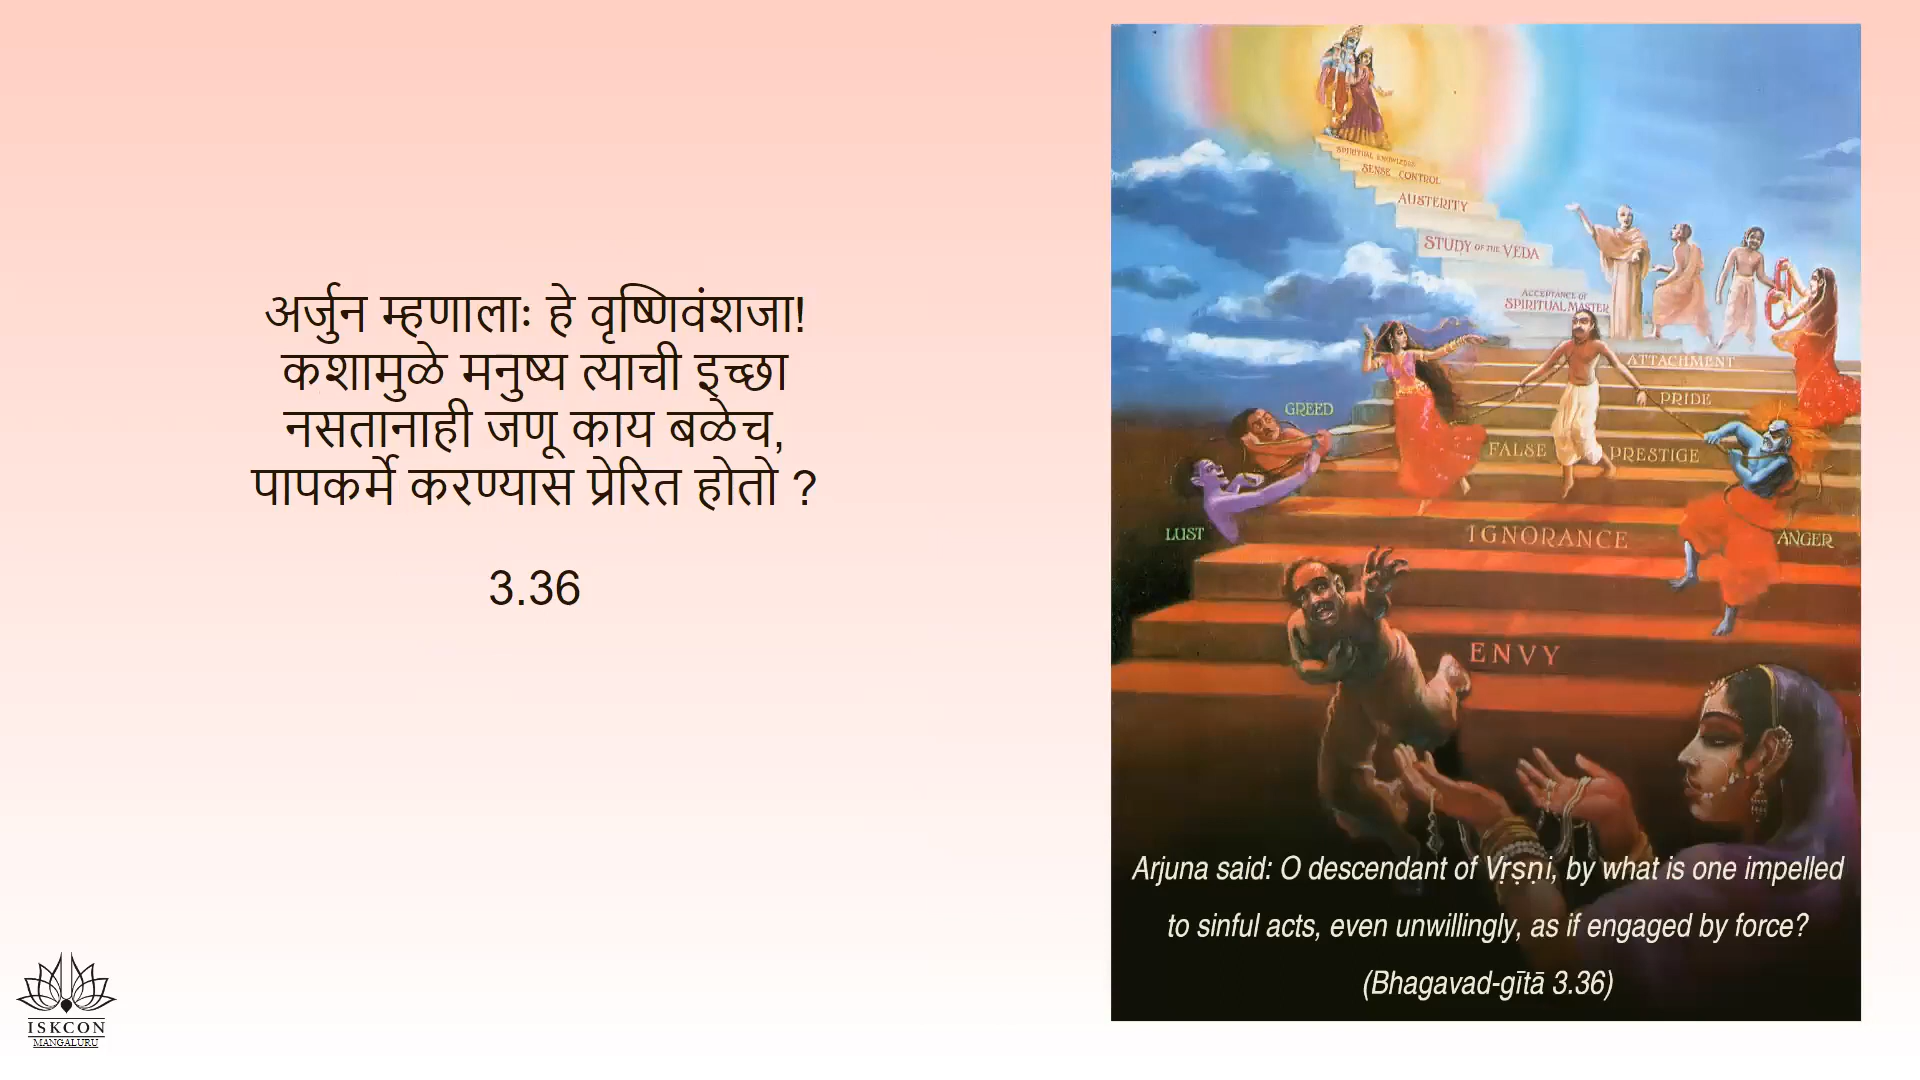 अर्जुन म्हणालाः हे वृष्णिवंशजा!
कशामुळे मनुष्य त्याची इच्छा
नसतानाही जणू काय बळेच,
पापकर्मे करण्यास प्रेरित होतो ?
3.36
SPIRITUAL KNOWLEDGE
SENSE CONTROL
AUSTERITY
STUDY OF THE VEDA
ACCEPTANCE OF
SPIRITUAL MASTER
ATTACHMENT
PRIDE
GREED
FALSE PRESTIGE
LUST
IGNORANCE
ANGER
ENVY
Arjuna said: O descendant of Vṛṣṇi, by what is one impelled
to sinful acts, even unwillingly, as if engaged by force?
(Bhagavad-gītā 3.36)
ISKCON
MANGALURU